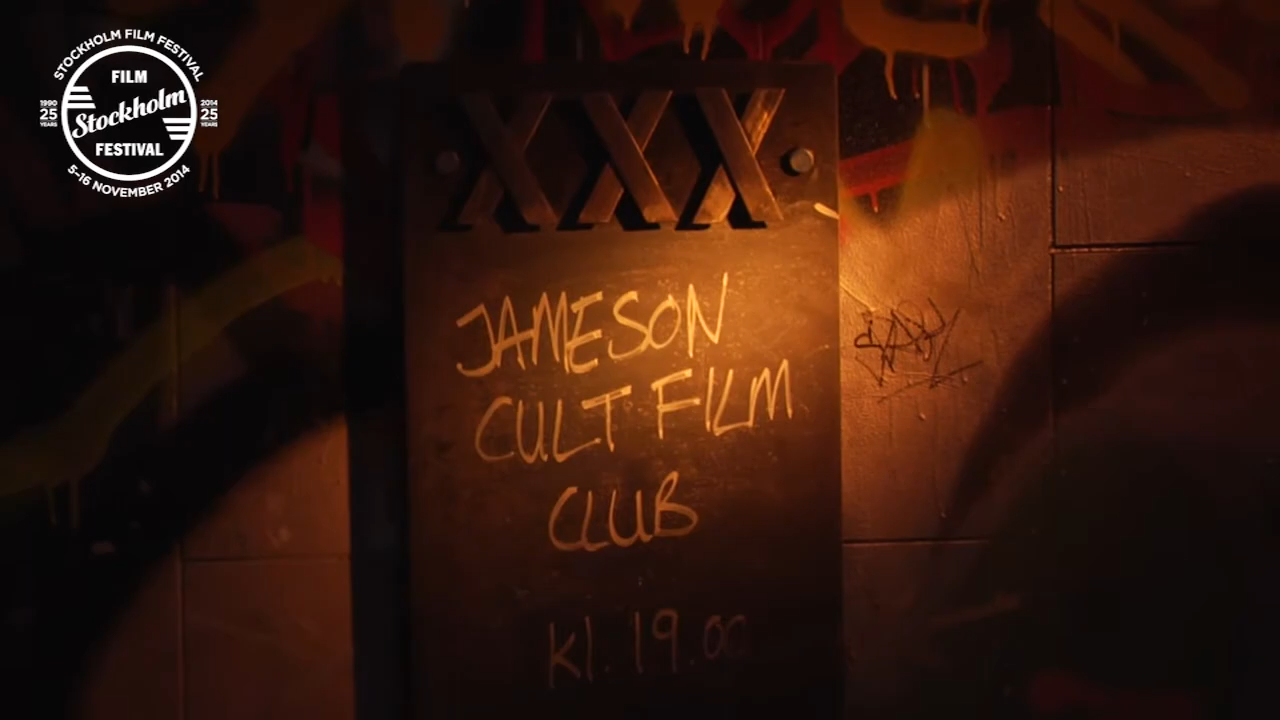 STOCKHOLM FILM FESTIVAL
FILM
1990
25
YEARS
Stockholm
2014
25
YEARS
FESTIVAL
5-16 NOVEMBER 2014
XXX
JAMESON
CULT FILM
CLUB
Kl. 19.00